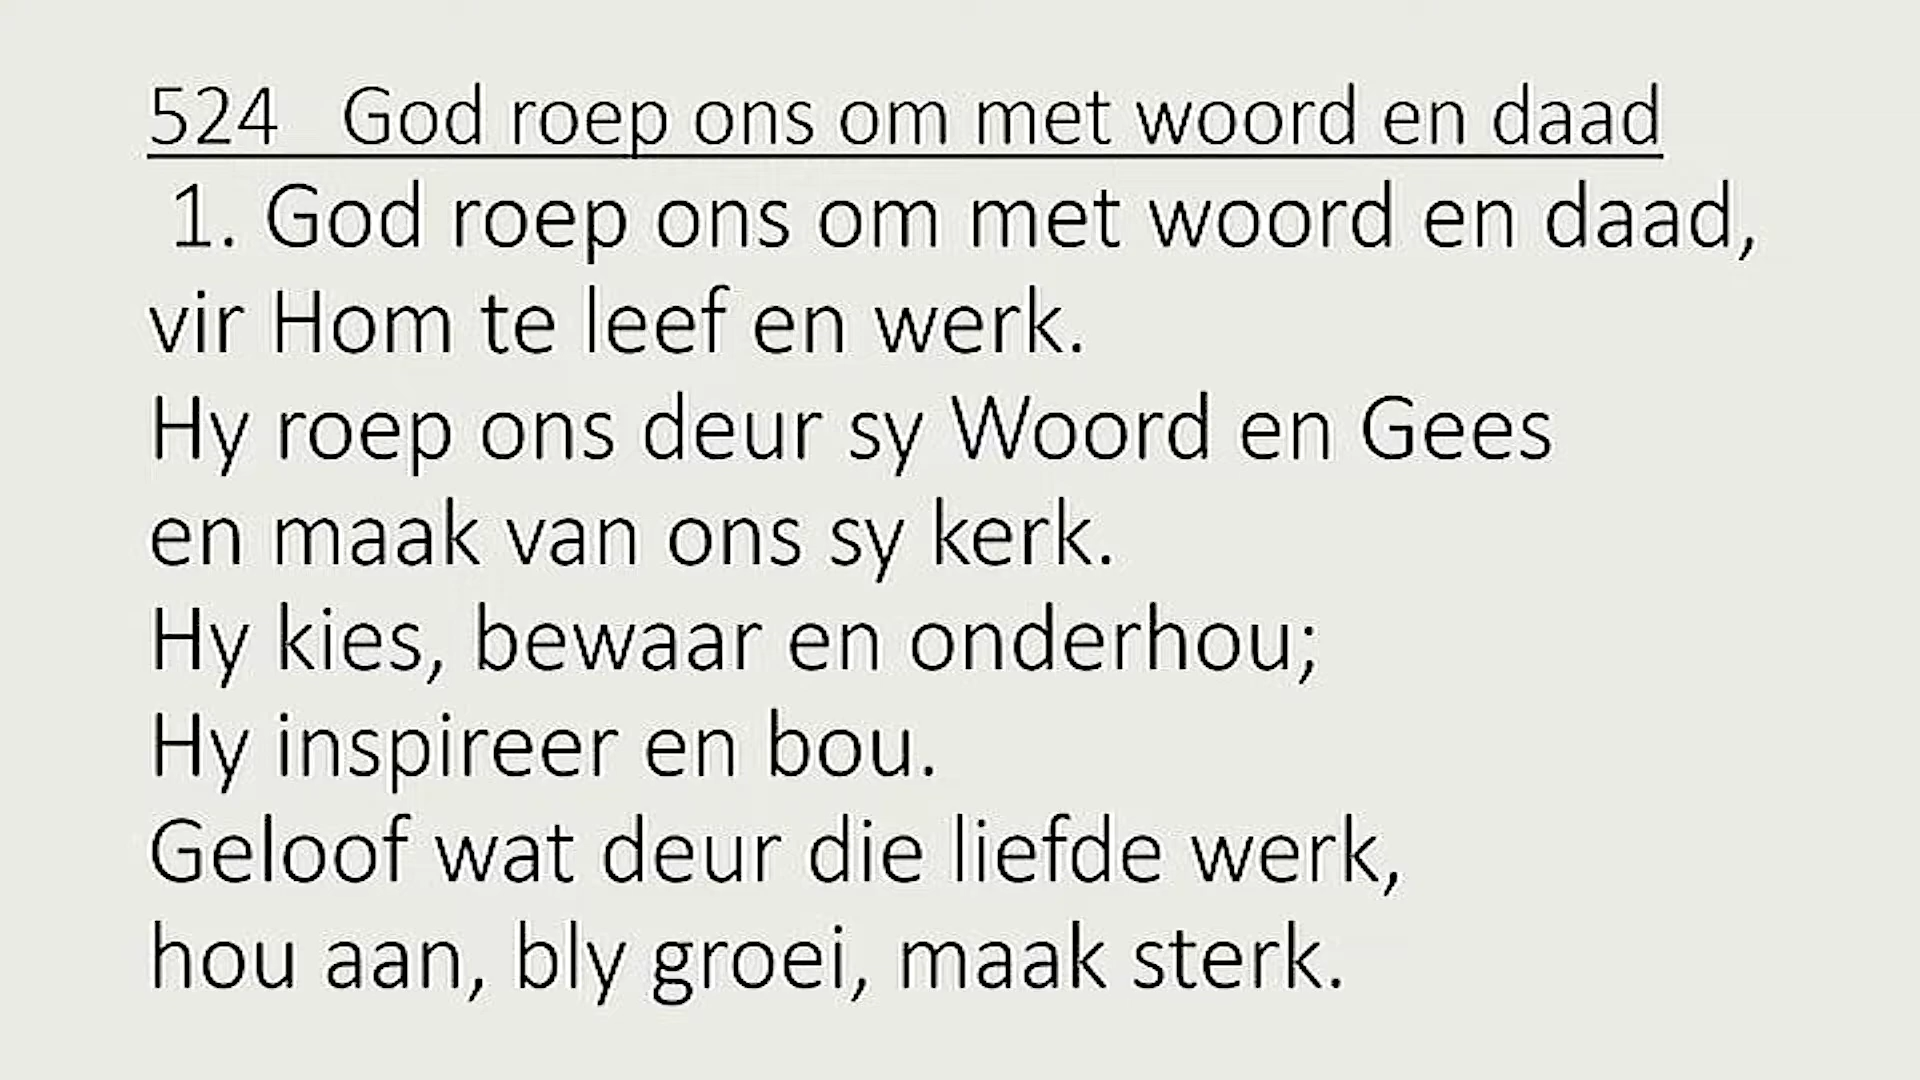 524 God roep ons om met woord en daad
1. God roep ons om met woord en daad,
vir Hom te leef en werk.
Hy roep ons deur sy Woord en Gees
en maak van ons sy kerk.
Hy kies, bewaar en onderhou;
Hy inspireer en bou.
Geloof wat deur die liefde werk,
hou aan, bly groei, maak sterk.